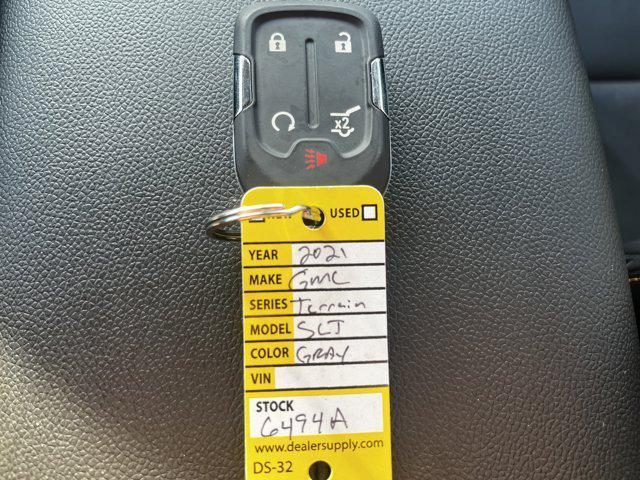 x2
USED
YEAR 2021
MAKE GMC
SERIES Terrain
MODEL SLT
COLOR GRAY
VIN
STOCK
6494A
www.dealersupply.com
DS-32